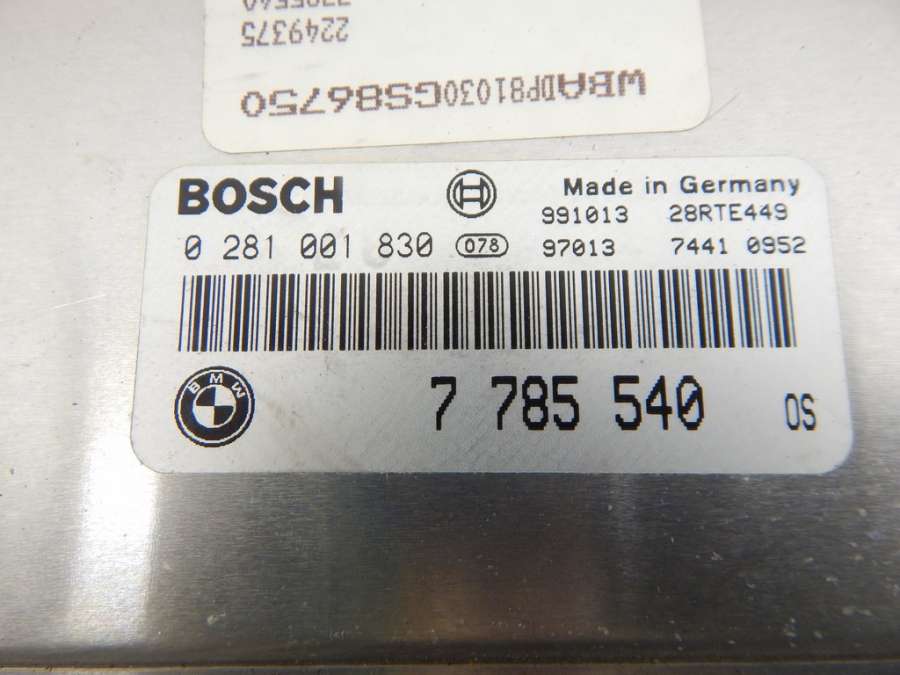 WBADP81030GS86750
2249375
BOSCH
Made in Germany
991013 28RTE449
0 281 001 830 078 97013 7441 0952
BMW
7 785 540 OS